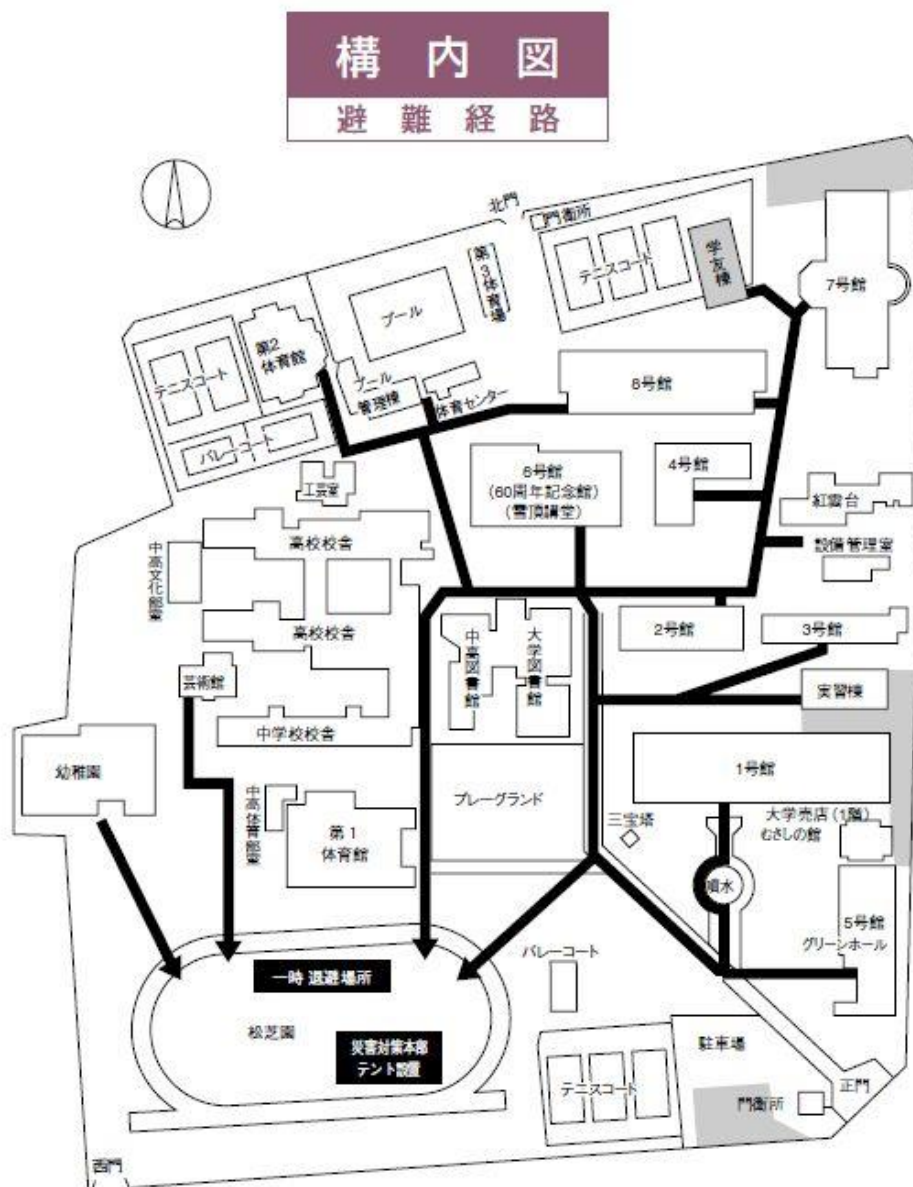 構内図
避難経路
北門
門衛所
テニスコート
学友棟
7号館
第3体育場
プール
第2
体育館
テニスコート
プール
管理棟
体育センター
8号館
バレーコート
6号館
(60周年記念館)
(雪頂講堂)
4号館
工芸室
紅雲台
高校校舎
設備管理室
中高文化部室
高校校舎
中高図書館
大学図書館
2号館
3号館
芸術館
実習棟
中学校校舎
幼稚園
1号館
プレーグランド
中高体育部室
第1
体育館
三宝塔
大学売店(1階)
むさしの館
噴水
5号館
グリーンホール
バレーコート
一時退避場所
松芝園
災害対策本部
テント設置
駐車場
テニスコート
正門
門衛所
西門